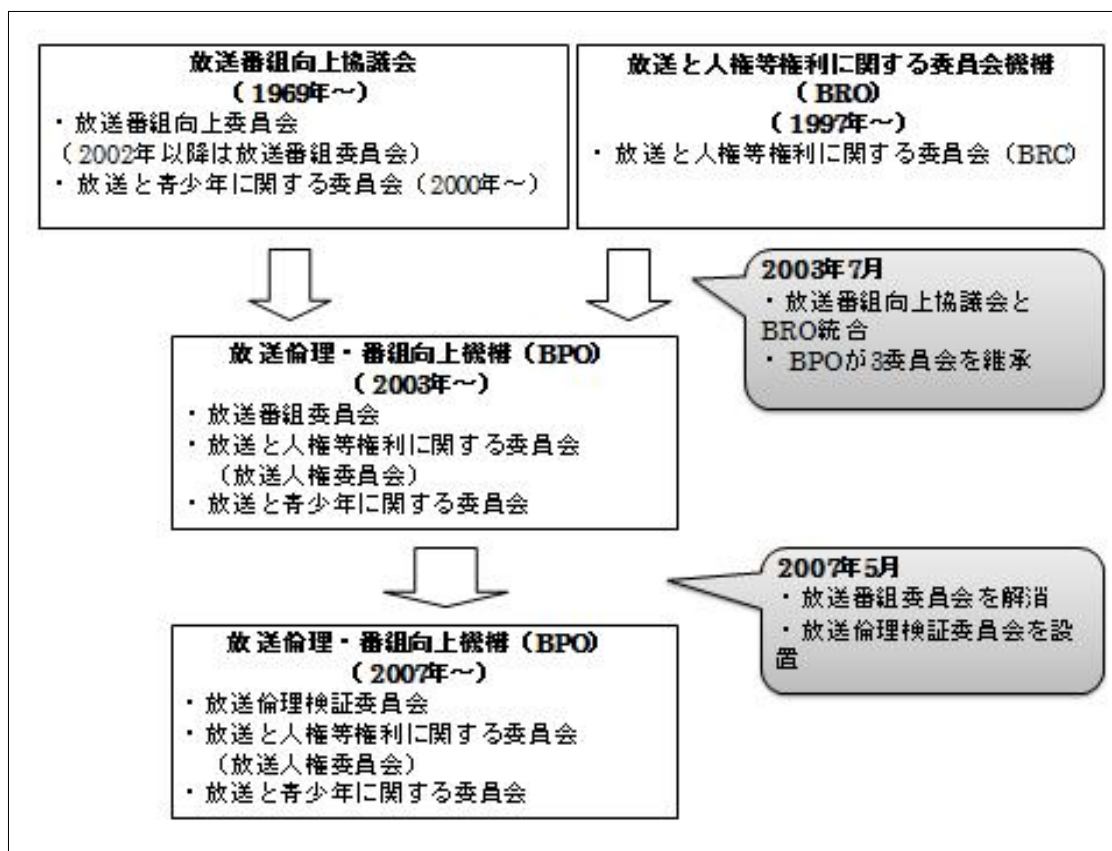 放送番組向上協議会
(1969年～)
・放送番組向上委員会
(2002年以降は放送番組委員会)
・放送と青少年に関する委員会(2000年～)
放送と人権等権利に関する委員会機構
(BRO)
(1997年～)
・放送と人権等権利に関する委員会(BRC)
2003年7月
・放送番組向上協議会と
BRO統合
・BPOが3委員会を継承
放送倫理・番組向上機構(BPO)
(2003年～)
・放送番組委員会
・放送と人権等権利に関する委員会
(放送人権委員会)
・放送と青少年に関する委員会
2007年5月
・放送番組委員会を解消
・放送倫理検証委員会を設
置
放送倫理・番組向上機構(BPO)
(2007年～)
・放送倫理検証委員会
・放送と人権等権利に関する委員会
(放送人権委員会)
・放送と青少年に関する委員会